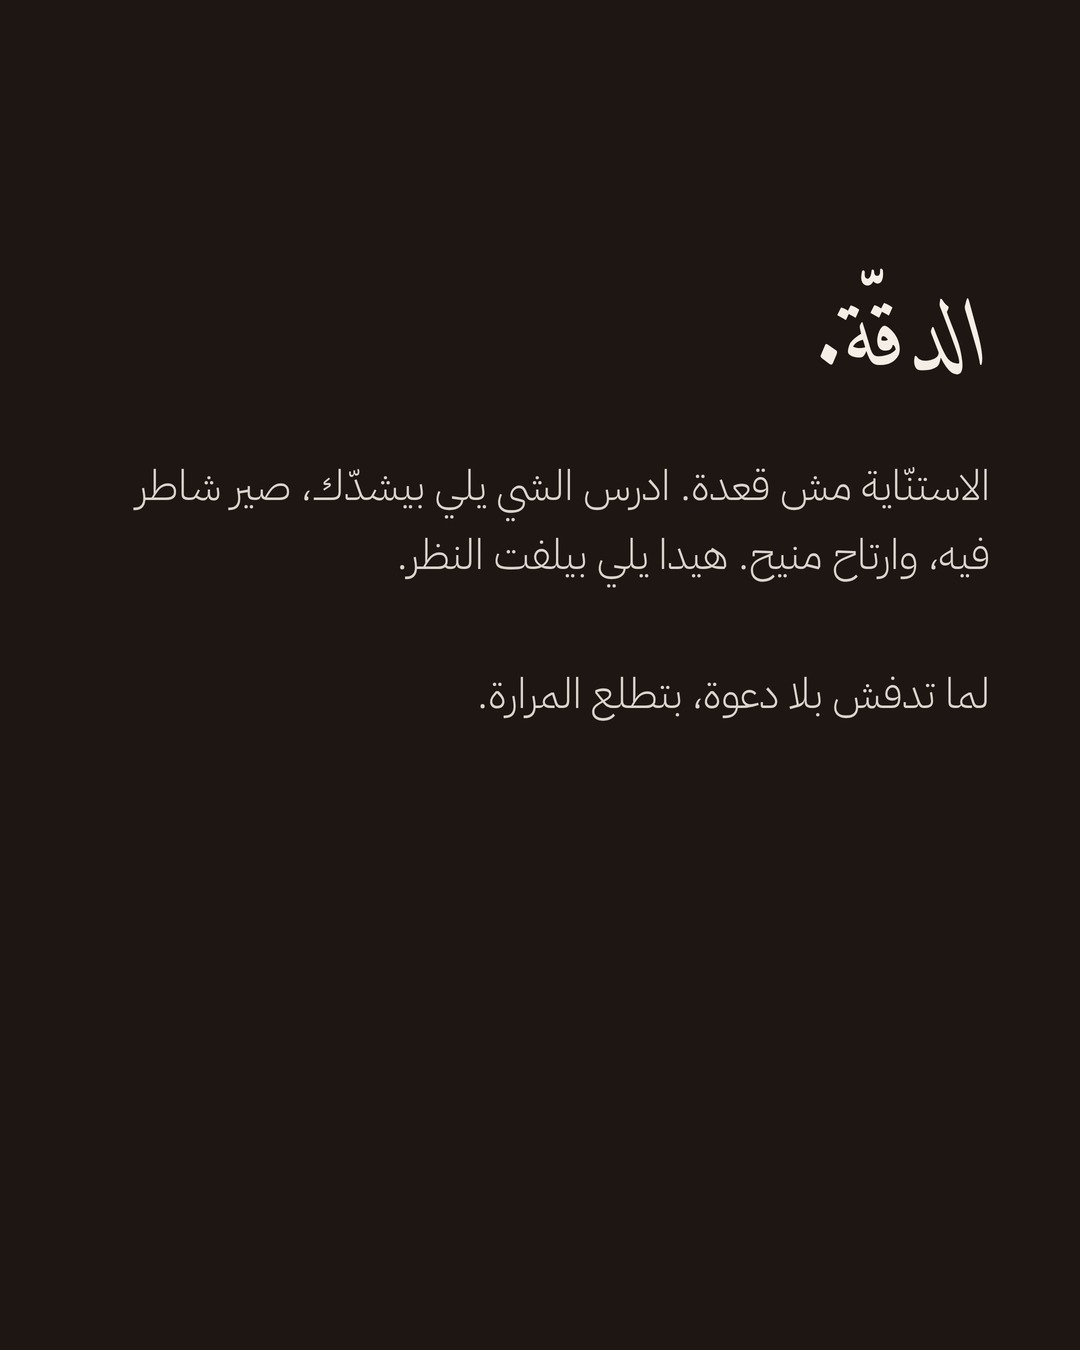 الدقّة.
الاستنّاية مش قعدة. ادرس الشي يلي بيشدّك، صير شاطر
فيه، وارتاح منيح. هيدا يلي بيلفت النظر.
لما تدفش بلا دعوة، بتطلع المرارة.